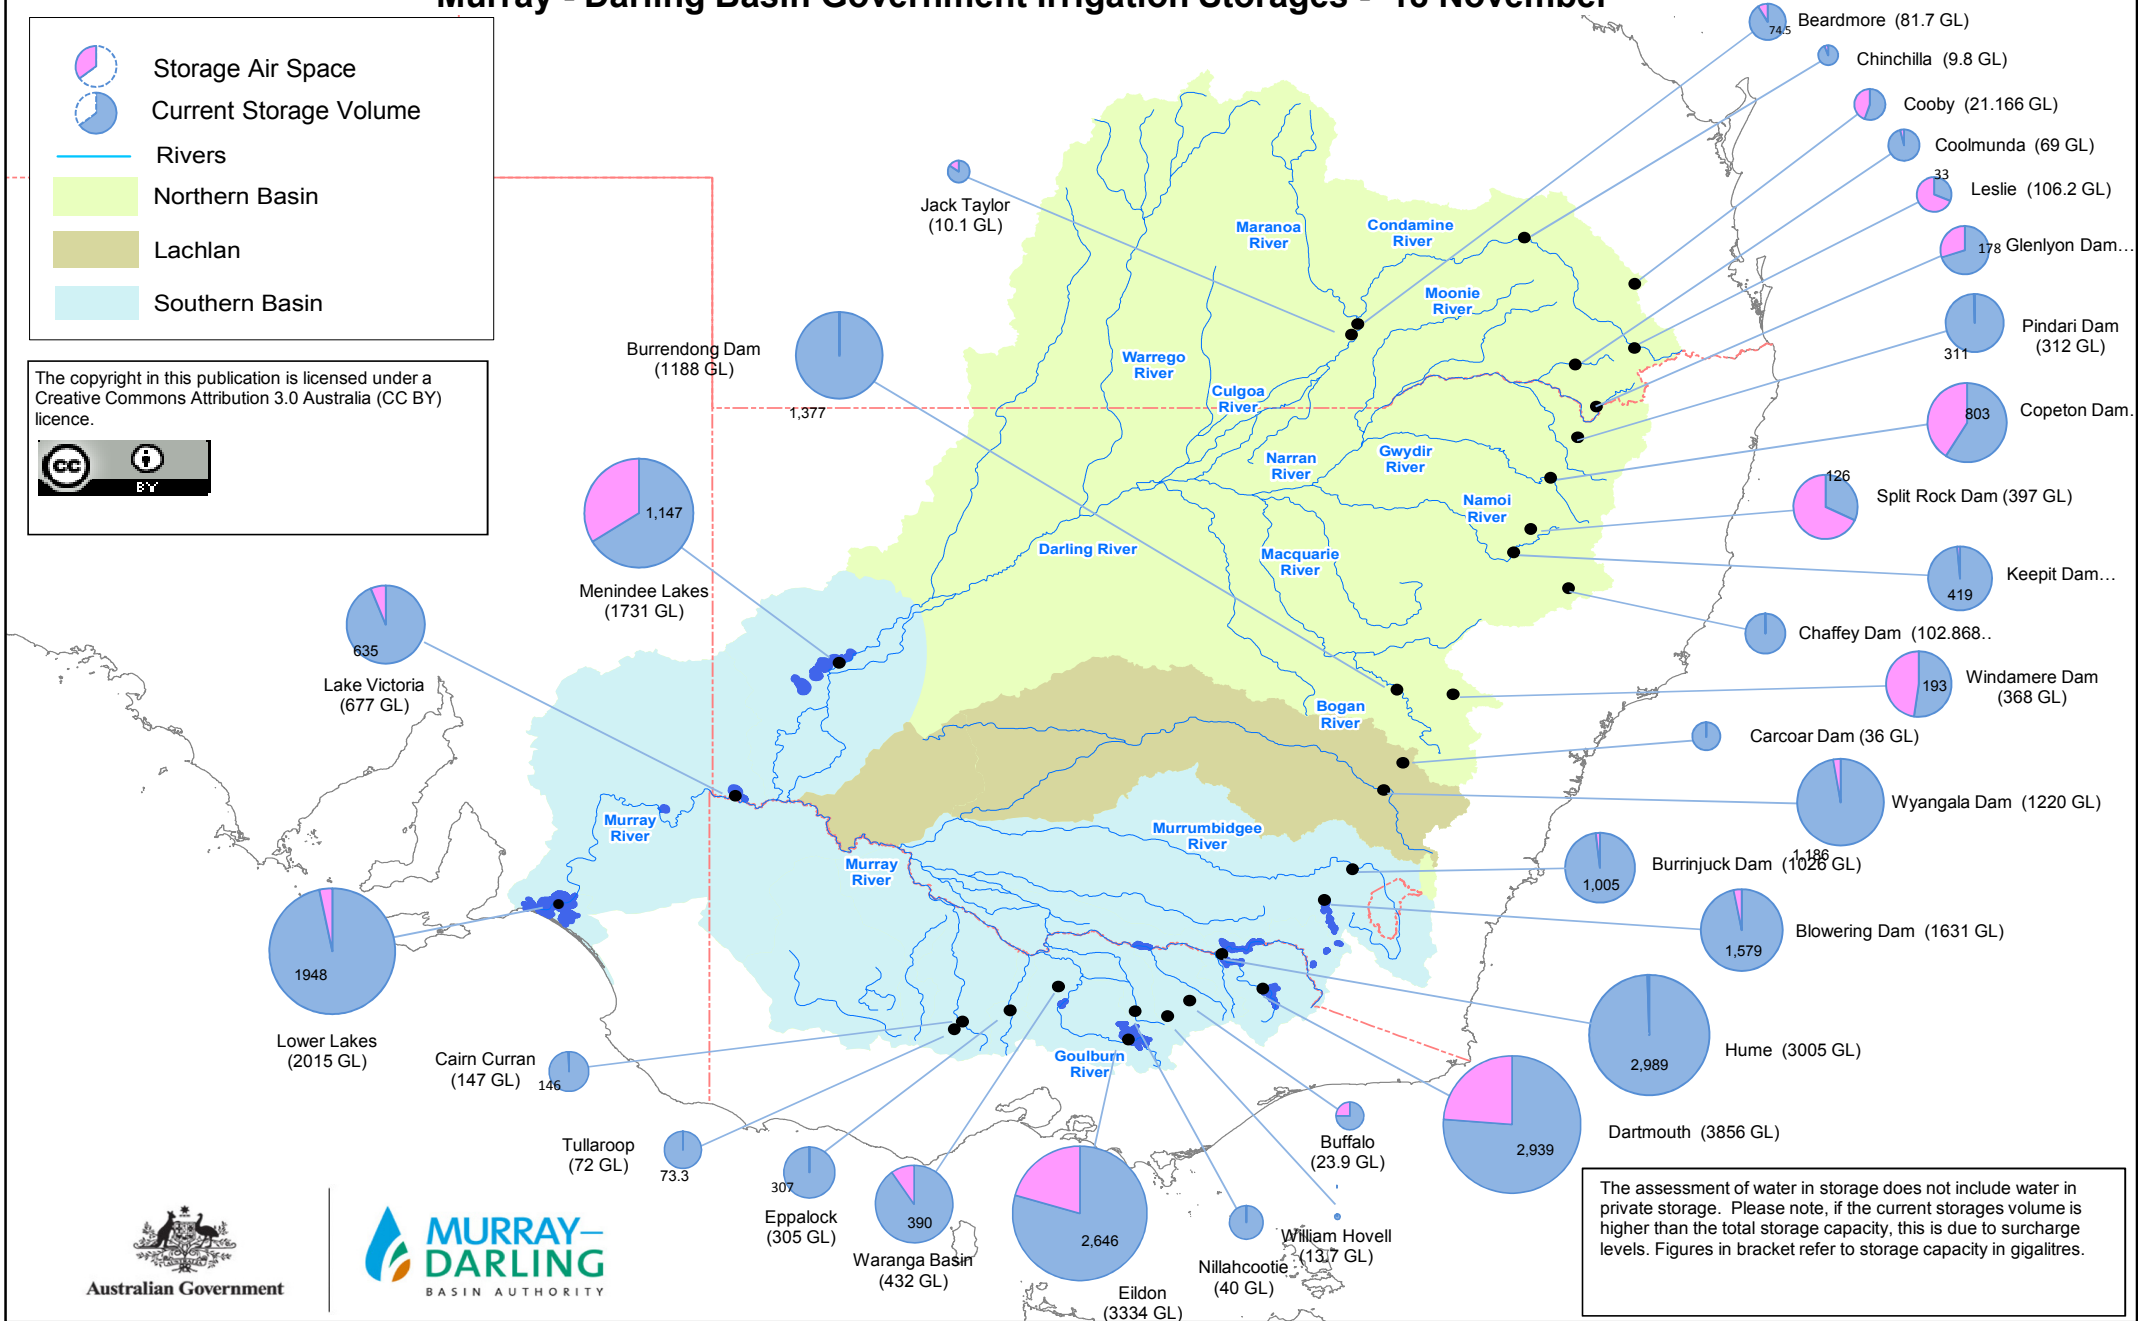 Murray - Darling Basin Government Irrigation Storages -
November
Storage Air Space
Current Storage Volume
Rivers
Northern Basin
Lachlan
Southern Basin
The copyright in this publication is licensed under a
Creative Commons Attribution 3.0 Australia (CC BY)
licence.
cc
BY
Beardmore (81.7 GL)
74.5
Chinchilla (9.8 GL)
Cooby (21.166 GL)
Coolmunda (69 GL)
33
Leslie (106.2 GL)
178
Glenlyon Dam…
Pindari Dam
(312 GL)
311
803
Copeton Dam.
126
Split Rock Dam (397 GL)
Keepit Dam…
419
Chaffey Dam (102.868..
193
Windamere Dam
(368 GL)
Carcoar Dam (36 GL)
Wyangala Dam (1220 GL)
1,186
Burrinjuck Dam (1026 GL)
1,005
Blowering Dam (1631 GL)
1,579
Hume (3005 GL)
2,989
Dartmouth (3856 GL)
2,939
Jack Taylor
(10.1 GL)
Burrendong Dam
(1188 GL)
1,377
1,147
Menindee Lakes
(1731 GL)
635
Lake Victoria
(677 GL)
1948
Lower Lakes
(2015 GL)
Cairn Curran
(147 GL)
146
Tullaroop
(72 GL)
73.3
307
Eppalock
(305 GL)
390
Waranga Basin
(432 GL)
2,646
Eildon
(3334 GL)
Nillahcootie
(40 GL)
William Hovell
(13.7 GL)
Buffalo
(23.9 GL)
Maranoa
River
Condamine
River
Moonie
River
Warrego
River
Culgoa
River
Narran
River
Gwydir
River
Namoi
River
Darling River
Macquarie
River
Bogan
River
Murray
River
Murray
River
Murrumbidgee
River
Goulburn
River
Australian Government
MURRAY–
DARLING
BASIN AUTHORITY
The assessment of water in storage does not include water in
private storage. Please note, if the current storages volume is
higher than the total storage capacity, this is due to surcharge
levels. Figures in bracket refer to storage capacity in gigalitres.